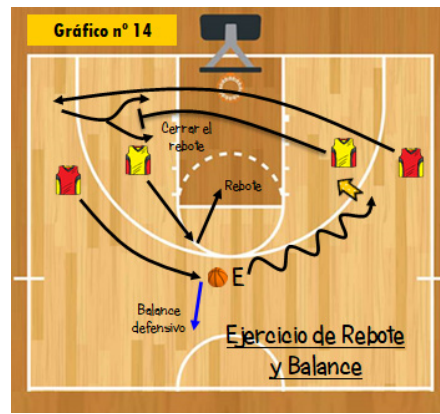 Gráfico nº 14
Cerrar el
rebote
Rebote
E
Balance
defensivo
Ejercicio de Rebote
y Balance